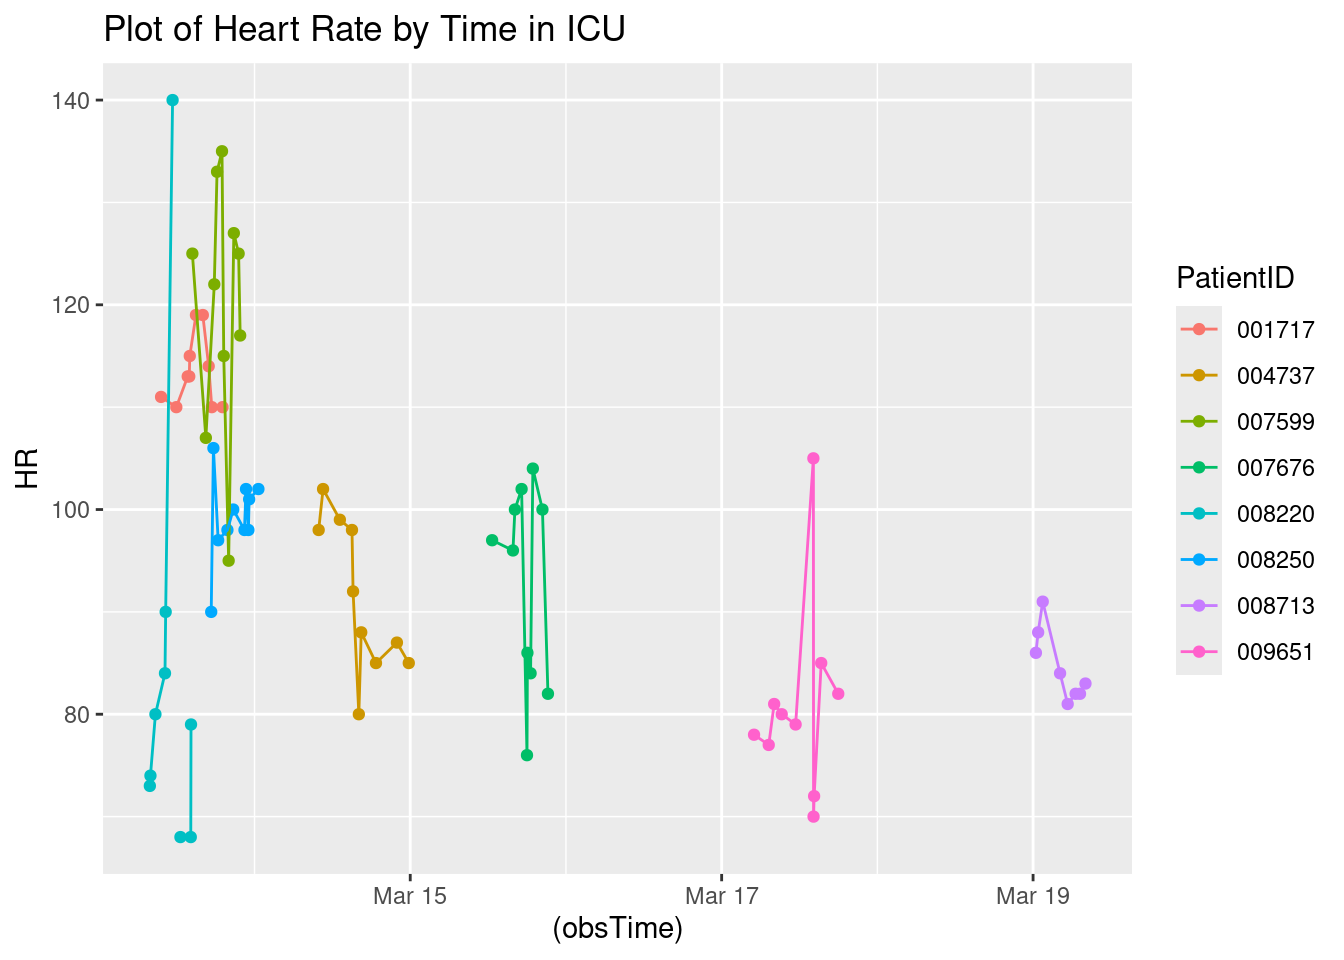 Plot of Heart Rate by Time in ICU
140
120
100
80
HR
Mar 15
Mar 17
Mar 19
(obsTime)
PatientID
001717
004737
007599
007676
008220
008250
008713
009651